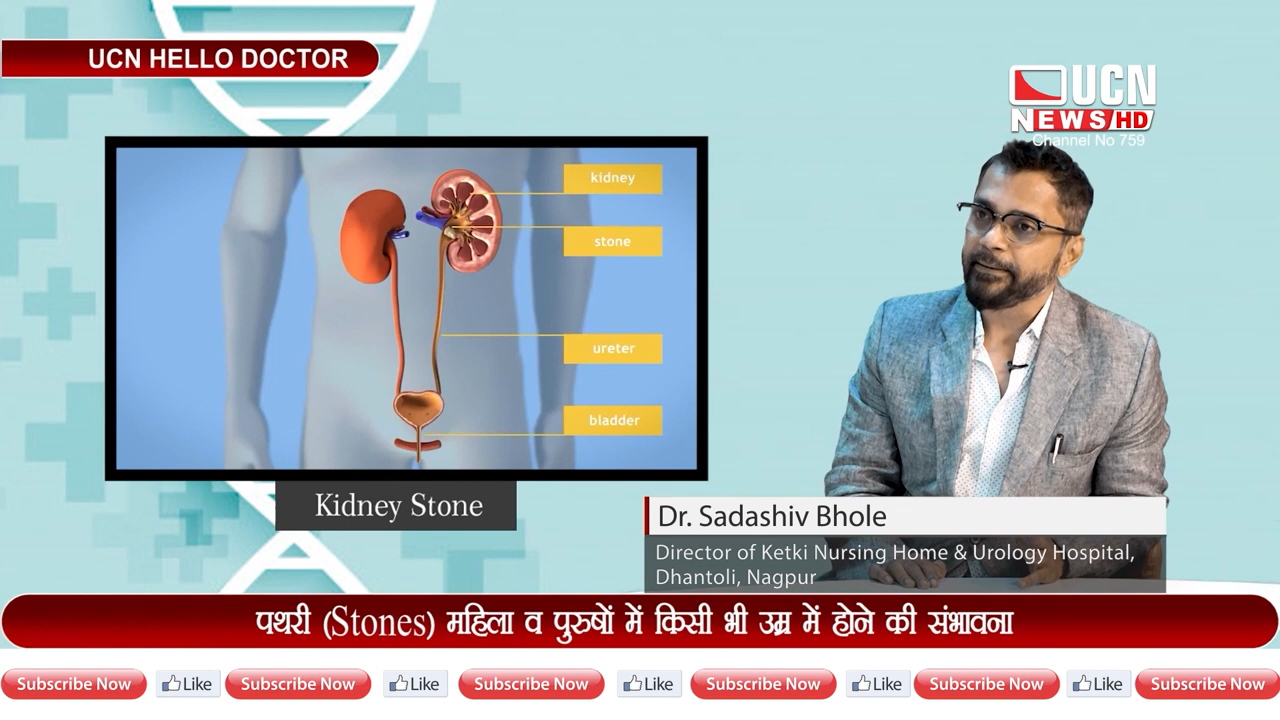 UCN HELLO DOCTOR
UCN
NEWS HD
Channel No 759
kidney
stone
ureter
bladder
Kidney Stone
Dr. Sadashiv Bhole
Director of Ketki Nursing Home & Urology Hospital,
Dhantoli, Nagpur
पथरी (Stones) महिला व पुरुषों में किसी भी उम्र में होने की संभावना
Subscribe Now Like Subscribe Now Like Subscribe Now Like Subscribe Now Like Subscribe Now Like Subscribe Now